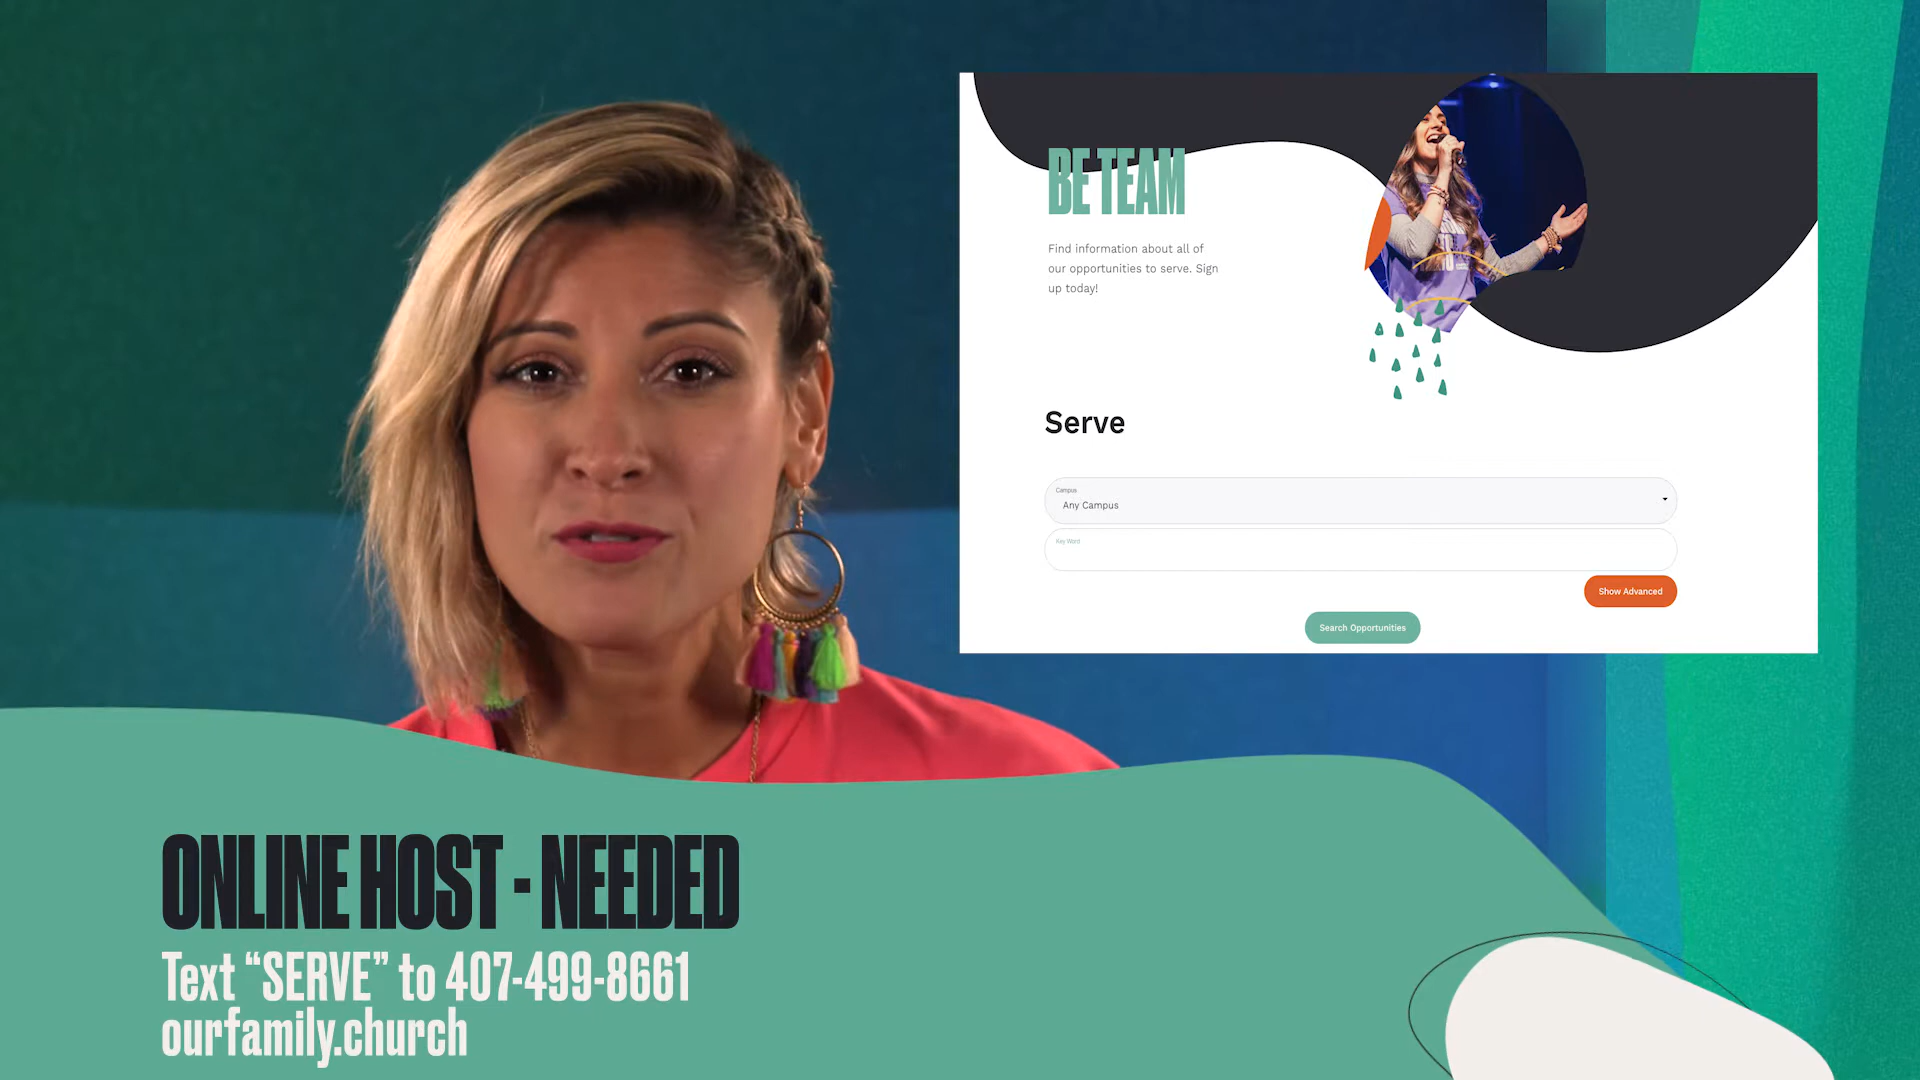 BE TEAM
Find information about all of
our opportunities to serve. Sign
up today!
Serve
Campus
Any Campus
Key Word
Show Advanced
Search Opportunities
ONLINE HOST - NEEDED
Text “SERVE” to 407-499-8661
ourfamily.church